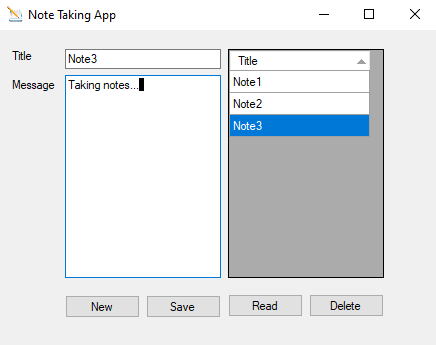 Note Taking App
Title
Note3
Message
Taking notes...
Title
Note1
Note2
Note3
New
Save
Read
Delete